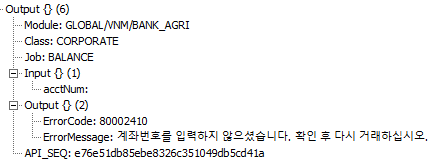 Output {} (6)
Module: GLOBAL/VNM/BANK_AGRI
Class: CORPORATE
Job: BALANCE
Input {} (1)
acctNum:
Output {} (2)
ErrorCode: 80002410
ErrorMessage: 계좌번호를 입력하지 않으셨습니다. 확인 후 다시 거래하십시오.
API_SEQ: e76e51db85ebe8326c351049db5cd41a